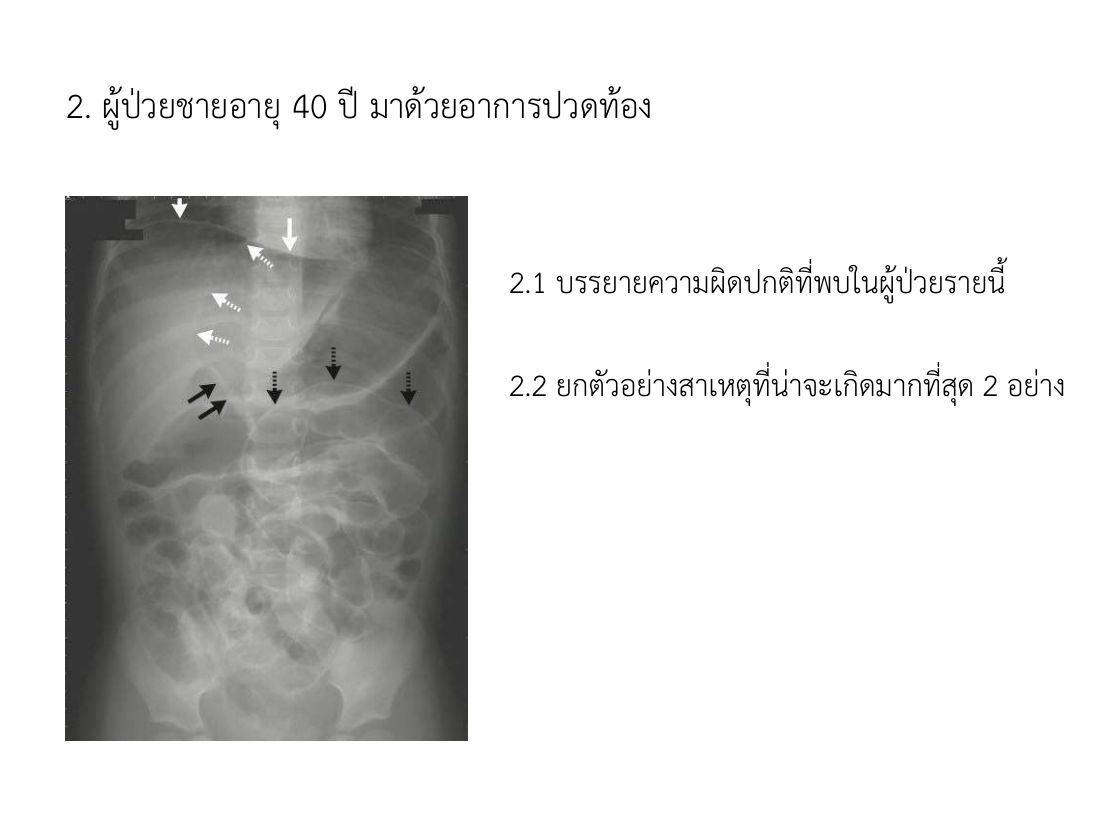 2. ผู้ป่วยชายอายุ 40 ปี มาด้วยอาการปวดท้อง
2.1 บรรยายความผิดปกติที่พบในผู้ป่วยรายนี้
2.2 ยกตัวอย่างสาเหตุที่น่าจะเกิดมากที่สุด 2 อย่าง